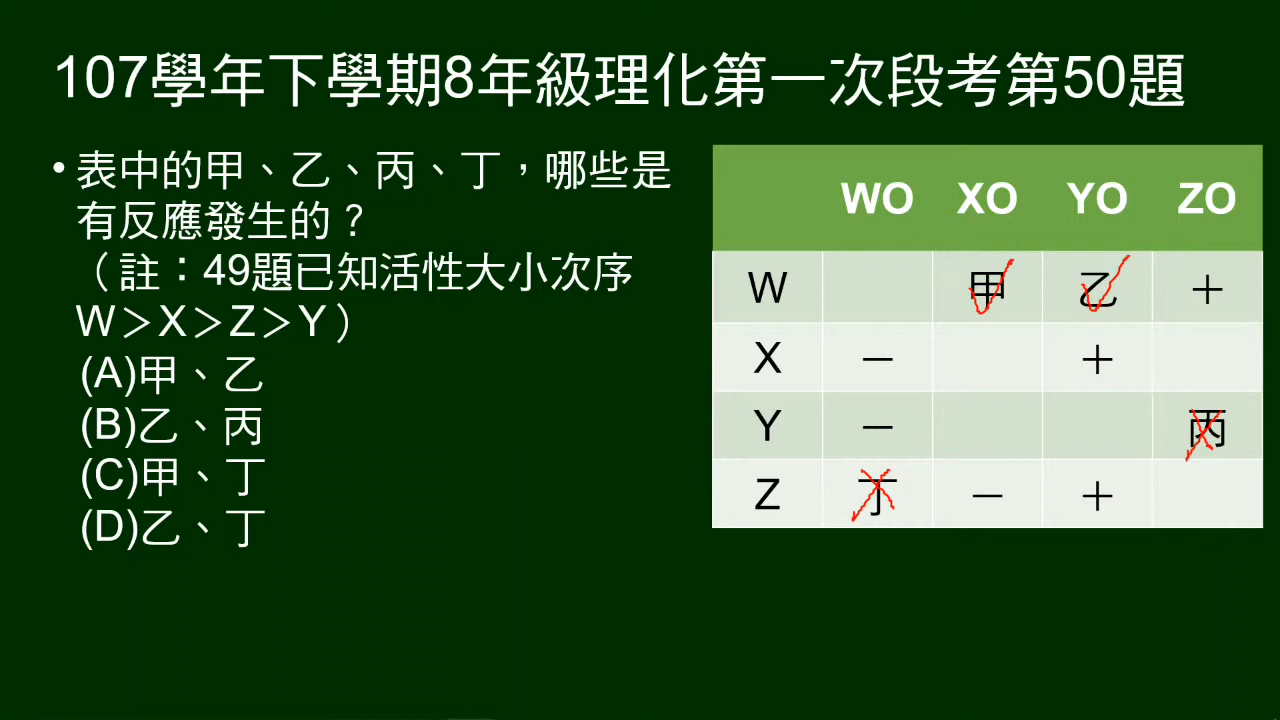 107學年下學期8年級理化第一次段考第50題
•表中的甲、乙、丙、丁，哪些是
有反應發生的？
（註：49題已知活性大小次序
W＞X＞Z＞Y）
(A)甲、乙
(B)乙、丙
(C)甲、丁
(D)乙、丁
WO XO YO ZO
W 甲 乙 ＋
X － ＋
Y － 丙
Z 丁 － ＋